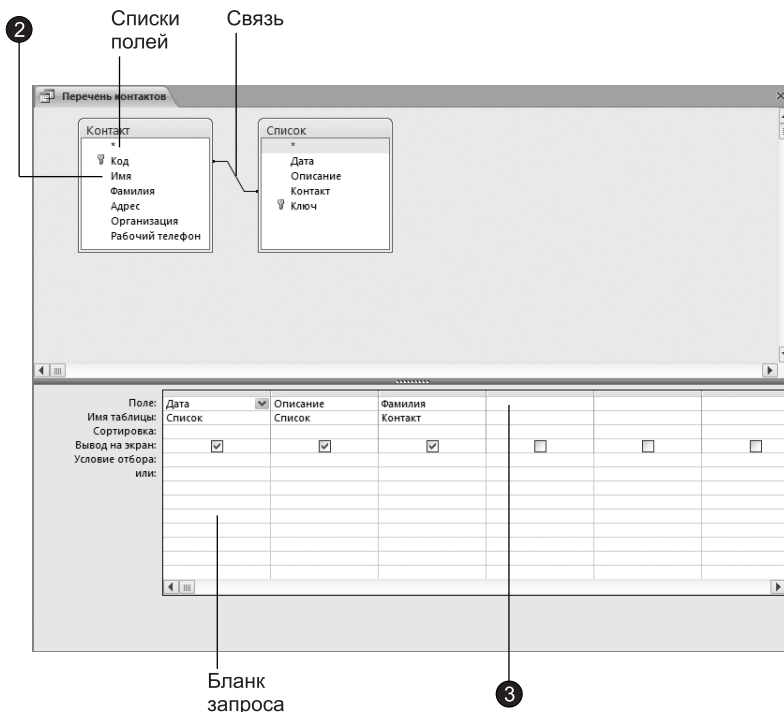 2
Списки
полей
Связь
Перечень контактов
Контакт
*
Код
Имя
Фамилия
Адрес
Организация
Рабочий телефон
Список
*
Дата
Описание
Контакт
Ключ
Поле: Дата Описание Фамилия
Имя таблицы: Список Список Контакт
Сортировка:
Вывод на экран:
Условие отбора:
или:
Бланк
запроса
3